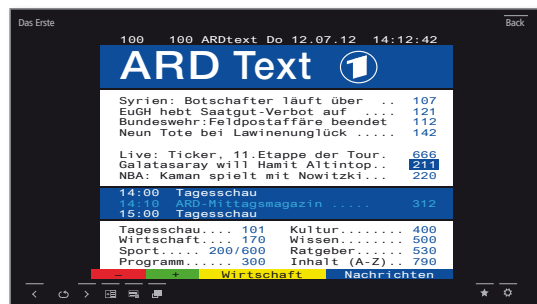 Das Erste Back
100 100 ARDtext Do 12.07.12 14:12:42
ARD Text 1
Syrien: Botschafter läuft über .. 107
EuGH hebt Saatgut-Verbot auf .... 121
Bundeswehr:Feldpostaffäre beendet 112
Neun Tote bei Lawinenunglück ..... 142
Live: Ticker, 11.Etappe der Tour. 666
Galatasaray will Hamit Altintop.. 211
NBA: Kaman spielt mit Nowitzki... 220
14:00 Tagesschau
14:10 ARD-Mittagsmagazin ..... 312
15:00 Tagesschau
Tagesschau.... 101 Kultur........ 400
Wirtschaft.... 170 Wissen........ 500
Sport..... 200/600 Ratgeber...... 530
Programm...... 300 Inhalt (A-Z).. 790
- + Wirtschaft Nachrichten